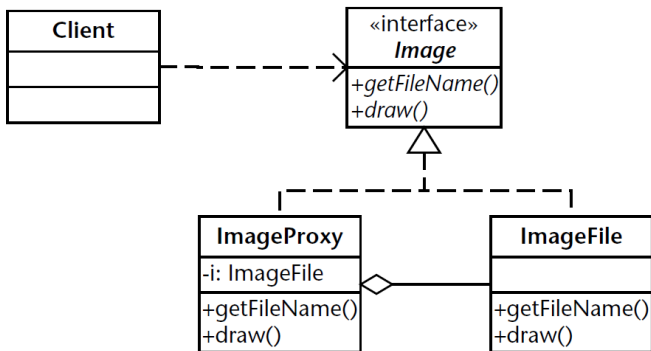 Client
«interface»
Image
+getFileName()
+draw()
ImageProxy
-i: ImageFile
+getFileName()
+draw()
ImageFile
+getFileName()
+draw()